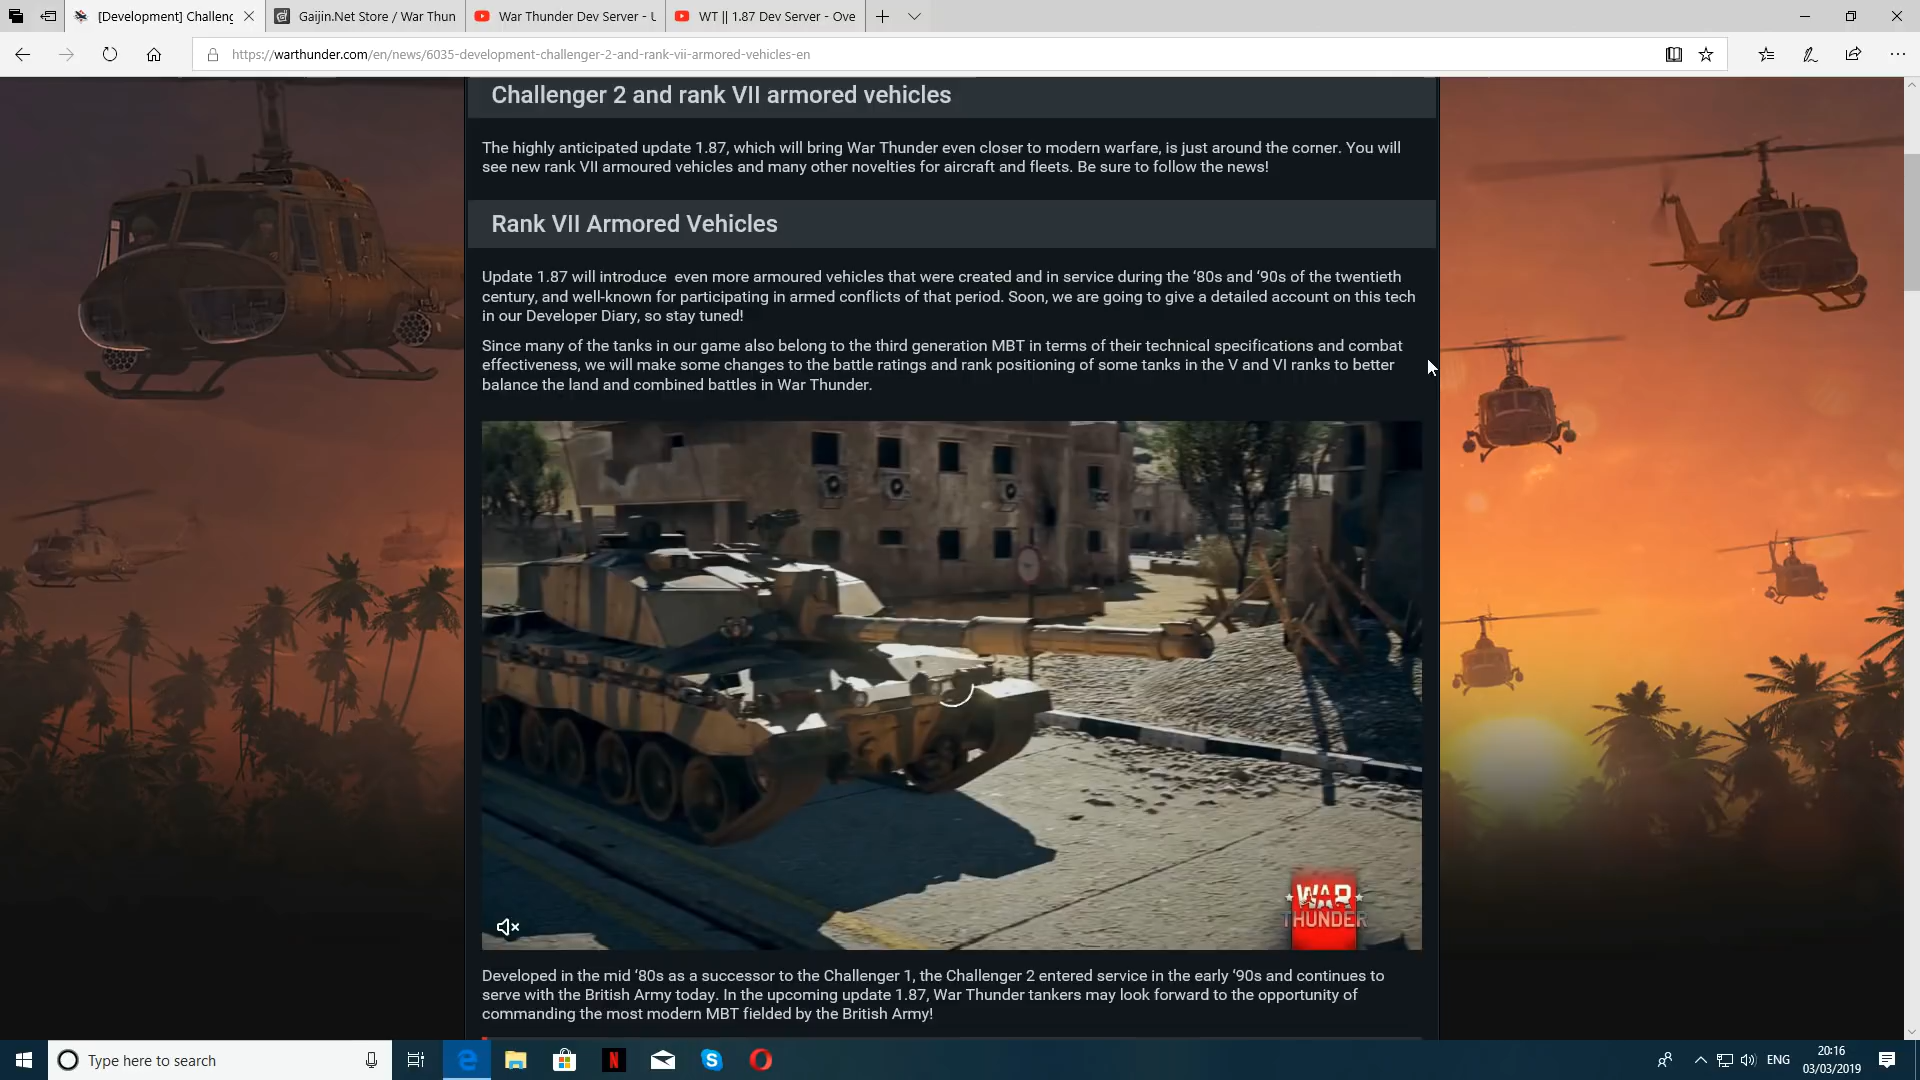 [Development] Challeng
Gaijin.Net Store / War Thun
War Thunder Dev Server - U
WT || 1.87 Dev Server - Ove
https://warthunder.com/en/news/6035-development-challenger-2-and-rank-vii-armored-vehicles-en
Challenger 2 and rank VII armored vehicles
The highly anticipated update 1.87, which will bring War Thunder even closer to modern warfare, is just around the corner. You will
see new rank VII armoured vehicles and many other novelties for aircraft and fleets. Be sure to follow the news!
Rank VII Armored Vehicles
Update 1.87 will introduce even more armoured vehicles that were created and in service during the ‘80s and ‘90s of the twentieth
century, and well-known for participating in armed conflicts of that period. Soon, we are going to give a detailed account on this tech
in our Developer Diary, so stay tuned!
Since many of the tanks in our game also belong to the third generation MBT in terms of their technical specifications and combat
effectiveness, we will make some changes to the battle ratings and rank positioning of some tanks in the V and VI ranks to better
balance the land and combined battles in War Thunder.
WAR
THUNDER
Developed in the mid ‘80s as a successor to the Challenger 1, the Challenger 2 entered service in the early ‘90s and continues to
serve with the British Army today. In the upcoming update 1.87, War Thunder tankers may look forward to the opportunity of
commanding the most modern MBT fielded by the British Army!
Type here to search
N
S
ENG
20:16
03/03/2019